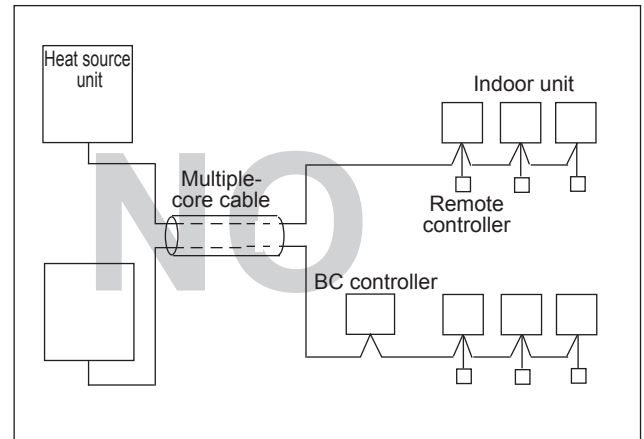 Heat source
unit
Indoor unit
NO
Multiple-
core cable
Remote
controller
BC controller